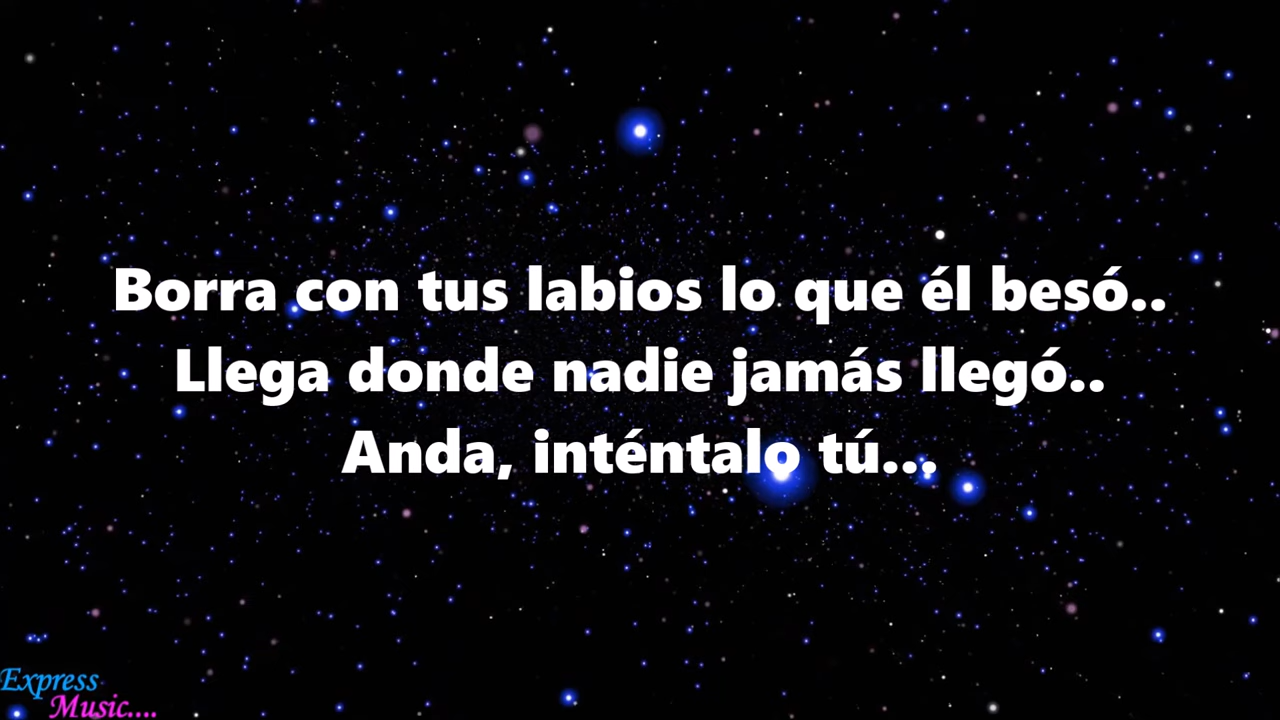 Borra con tus labios lo que él besó..
Llega donde nadie jamás llegó..
Anda, inténtalo tú...
Express
Music....